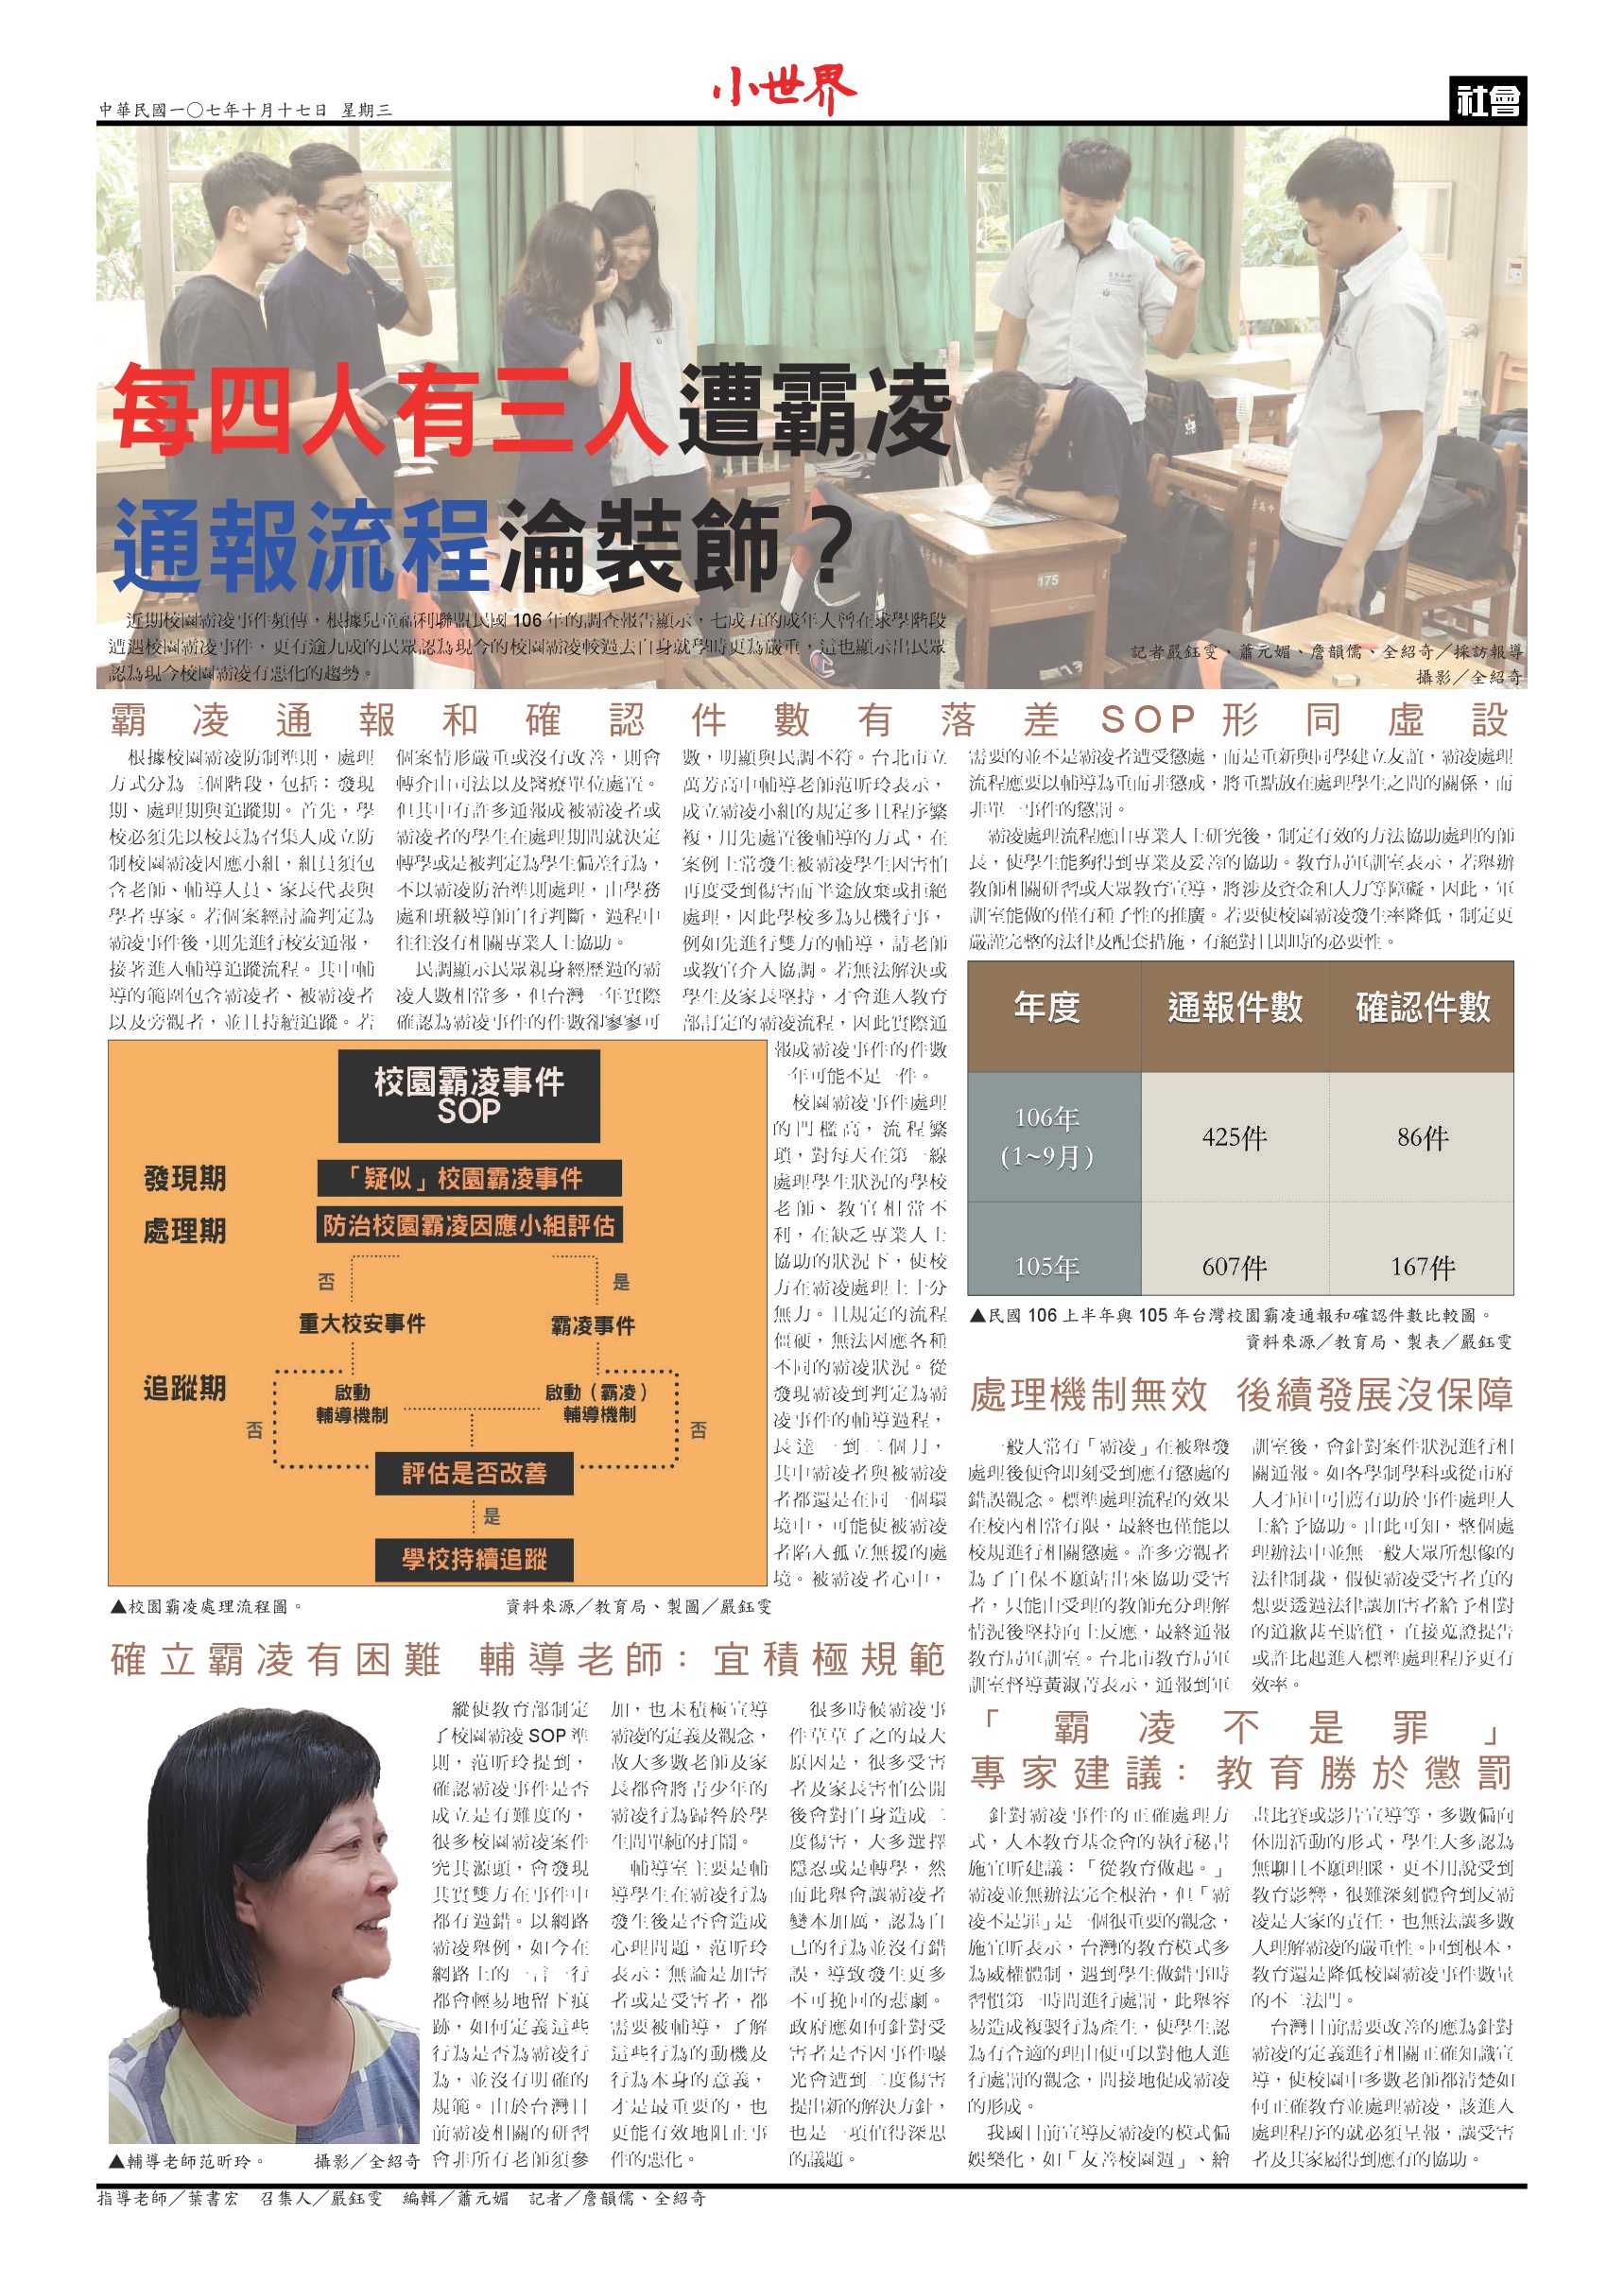 中華民國一〇七年十月十七日 星期三
小世界
社會
每四人有三人遭霸凌
通報流程淪裝飾？
近期校園霸凌事件頻傳，根據兒童福利聯盟民國 106 年的調查報告顯示，七成五的成年人曾在求學階段
遭遇校園霸凌事件，更有逾九成的民眾認為現今的校園霸凌較過去自身就學時更為嚴重，這也顯示出民眾
認為現今校園霸凌有惡化的趨勢。
記者嚴鈺雯、蕭元媚、詹韻儒、全紹奇／採訪報導
攝影／全紹奇
霸凌通報和確認件數有落差SOP形同虛設
根據校園霸凌防制準則，處理
方式分為三個階段，包括：發現
期、處理期與追蹤期。首先，學
校必須先以校長為召集人成立防
制校園霸凌因應小組，組員須包
含老師、輔導人員、家長代表與
學者專家。若個案經討論判定為
霸凌事件後，則先進行校安通報，
接著進入輔導追蹤流程。其中輔
導的範圍包含霸凌者、被霸凌者
以及旁觀者，並且持續追蹤。若
個案情形嚴重或沒有改善，則會
轉介由司法以及醫療單位處置。
但其中有許多通報成被霸凌者或
霸凌者的學生在處理期間就決定
轉學或是被判定為學生偏差行為，
不以霸凌防治準則處理，由學務
處和班級導師自行判斷，過程中
往往沒有相關專業人士協助。
民調顯示民眾親身經歷過的霸
凌人數相當多，但台灣一年實際
確認為霸凌事件的件數卻寥寥可
數，明顯與民調不符。台北市立
萬芳高中輔導老師范昕玲表示，
成立霸凌小組的規定多且程序繁
複，用先處置後輔導的方式，在
案例上常發生被霸凌學生因害怕
再度受到傷害而半途放棄或拒絕
處理，因此學校多為見機行事，
例如先進行雙方的輔導，請老師
或教官介入協調。若無法解決或
學生及家長堅持，才會進入教育
部訂定的霸凌流程，因此實際通
報成霸凌事件的件數
一年可能不足一件。
校園霸凌事件處理
的門檻高，流程繁
瑣，對每天在第一線
處理學生狀況的學校
老師、教官相當不
利，在缺乏專業人士
協助的狀況下，使校
方在霸凌處理上十分
無力。且規定的流程
僵硬，無法因應各種
不同的霸凌狀況。從
發現霸凌到判定為霸
凌事件的輔導過程，
長達一到二個月，
其中霸凌者與被霸凌
者都還是在同一個環
境中，可能使被霸凌
者陷入孤立無援的處
境。被霸凌者心中，
需要的並不是霸凌者遭受懲處，而是重新與同學建立友誼，霸凌處理
流程應要以輔導為重而非懲戒，將重點放在處理學生之間的關係，而
非單一事件的懲罰。
霸凌處理流程應由專業人士研究後，制定有效的方法協助處理的師
長，使學生能夠得到專業及妥善的協助。教育局軍訓室表示，若舉辦
教師相關研習或大眾教育宣導，將涉及資金和人力等障礙，因此，軍
訓室能做的僅有種子性的推廣。若要使校園霸凌發生率降低，制定更
嚴謹完整的法律及配套措施，有絕對且即時的必要性。
年度 通報件數 確認件數
106年
(1~9月) 425件 86件
105年 607件 167件
▲民國 106 上半年與 105 年台灣校園霸凌通報和確認件數比較圖。
資料來源／教育局、製表／嚴鈺雯
校園霸凌事件
SOP
發現期
「疑似」校園霸凌事件
處理期
防治校園霸凌因應小組評估
否 是
重大校安事件 霸凌事件
追蹤期
啟動
輔導機制
啟動（霸凌）
輔導機制
否 否
評估是否改善
是
學校持續追蹤
▲校園霸凌處理流程圖。 資料來源／教育局、製圖／嚴鈺雯
處理機制無效 後續發展沒保障
一般人常有「霸凌」在被舉發
處理後便會即刻受到應有懲處的
錯誤觀念。標準處理流程的效果
在校內相當有限，最終也僅能以
校規進行相關懲處。許多旁觀者
為了自保不願站出來協助受害
者，只能由受理的教師充分理解
情況後堅持向上反應，最終通報
教育局軍訓室。台北市教育局軍
訓室督導黃淑菁表示，通報到軍
訓室後，會針對案件狀況進行相
關通報。如各學制學科或從市府
人才庫中引薦有助於事件處理人
士給予協助。由此可知，整個處
理辦法中並無一般大眾所想像的
法律制裁，假使霸凌受害者真的
想要透過法律讓加害者給予相對
的道歉甚至賠償，直接蒐證提告
或許比起進入標準處理程序更有
效率。
確立霸凌有困難 輔導老師：宜積極規範
縱使教育部制定
了校園霸凌 SOP 準
則，范昕玲提到，
確認霸凌事件是否
成立是有難度的，
很多校園霸凌案件
究其源頭，會發現
其實雙方在事件中
都有過錯。以網路
霸凌舉例，如今在
網路上的一言一行
都會輕易地留下痕
跡，如何定義這些
行為是否為霸凌行
為，並沒有明確的
規範。由於台灣目
前霸凌相關的研習
會非所有老師須參
加，也未積極宣導
霸凌的定義及觀念，
故大多數老師及家
長都會將青少年的
霸凌行為歸咎於學
生間單純的打鬧。
輔導室主要是輔
導學生在霸凌行為
發生後是否會造成
心理問題，范昕玲
表示：無論是加害
者或是受害者，都
需要被輔導，了解
這些行為的動機及
行為本身的意義，
才是最重要的，也
更能有效地阻止事
件的惡化。
很多時候霸凌事
件草草了之的最大
原因是，很多受害
者及家長害怕公開
後會對自身造成二
度傷害，大多選擇
隱忍或是轉學，然
而此舉會讓霸凌者
變本加厲，認為自
己的行為並沒有錯
誤，導致發生更多
不可挽回的悲劇。
政府應如何針對受
害者是否因事件曝
光會遭到二度傷害
提出新的解決方針，
也是一項值得深思
的議題。
▲輔導老師范昕玲。 攝影／全紹奇
「霸凌不是罪」
專家建議：教育勝於懲罰
針對霸凌事件的正確處理方
式，人本教育基金會的執行秘書
施宜昕建議：「從教育做起。」
霸凌並無辦法完全根治，但「霸
凌不是罪」是一個很重要的觀念，
施宜昕表示，台灣的教育模式多
為威權體制，遇到學生做錯事時
習慣第一時間進行處罰，此舉容
易造成複製行為產生，使學生認
為有合適的理由便可以對他人進
行處罰的觀念，間接地促成霸凌
的形成。
我國目前宣導反霸凌的模式偏
娛樂化，如「友善校園週」、繪
畫比賽或影片宣導等，多數偏向
休閒活動的形式，學生大多認為
無聊且不願理睬，更不用說受到
教育影響，很難深刻體會到反霸
凌是大家的責任，也無法讓多數
人理解霸凌的嚴重性。回到根本，
教育還是降低校園霸凌事件數量
的不二法門。
台灣目前需要改善的應為針對
霸凌的定義進行相關正確知識宣
導，使校園中多數老師都清楚如
何正確教育並處理霸凌，該進入
處理程序的就必須呈報，讓受害
者及其家屬得到應有的協助。
指導老師／葉書宏 召集人／嚴鈺雯 編輯／蕭元媚 記者／詹韻儒、全紹奇